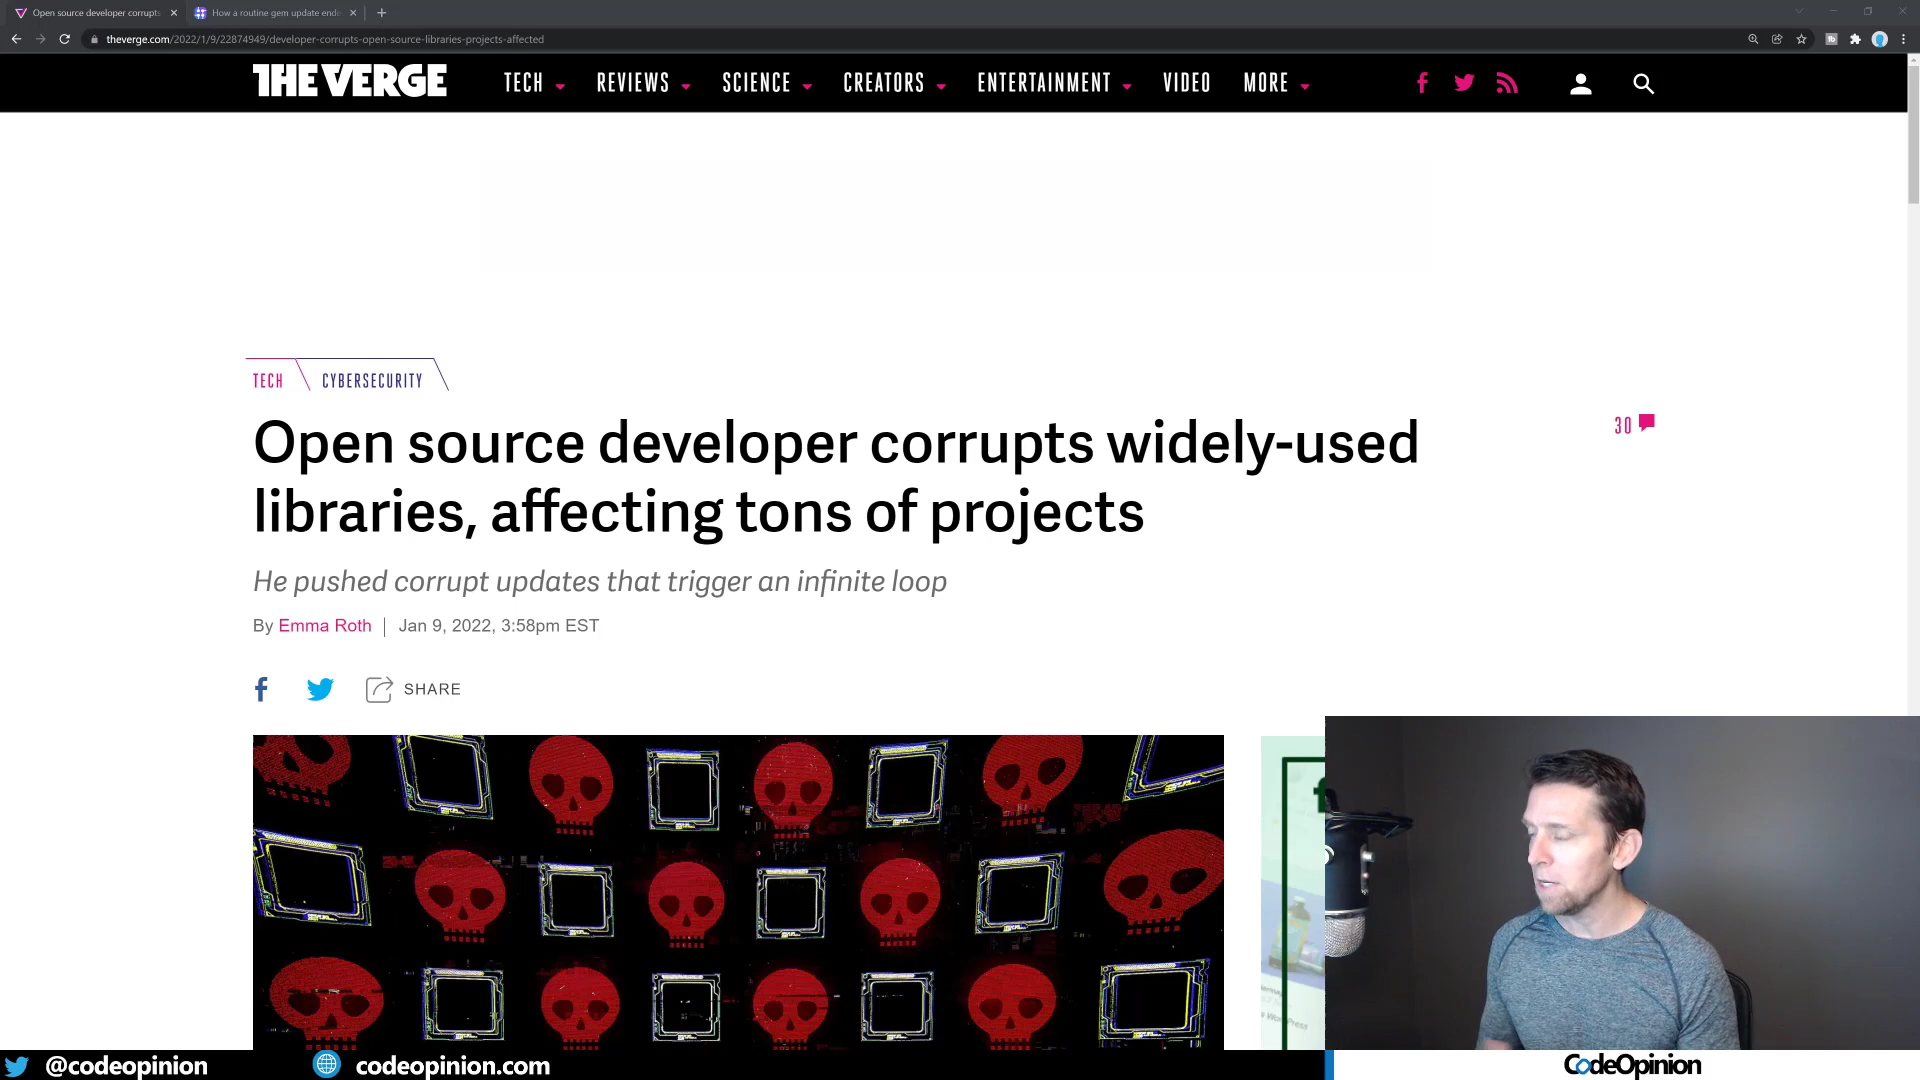 Open source developer corrupts
How a routine gem update end
theverge.com/2022/1/9/22874949/developer-corrupts-open-source-libraries-projects-affected
THE VERGE
TECH
REVIEWS
SCIENCE
CREATORS
ENTERTAINMENT
VIDEO
MORE
TECH
CYBERSECURITY
Open source developer corrupts widely-used
libraries, affecting tons of projects
30
He pushed corrupt updates that trigger an infinite loop
By Emma Roth | Jan 9, 2022, 3:58pm EST
SHARE
@codeopinion
codeopinion.com
CodeOpinion